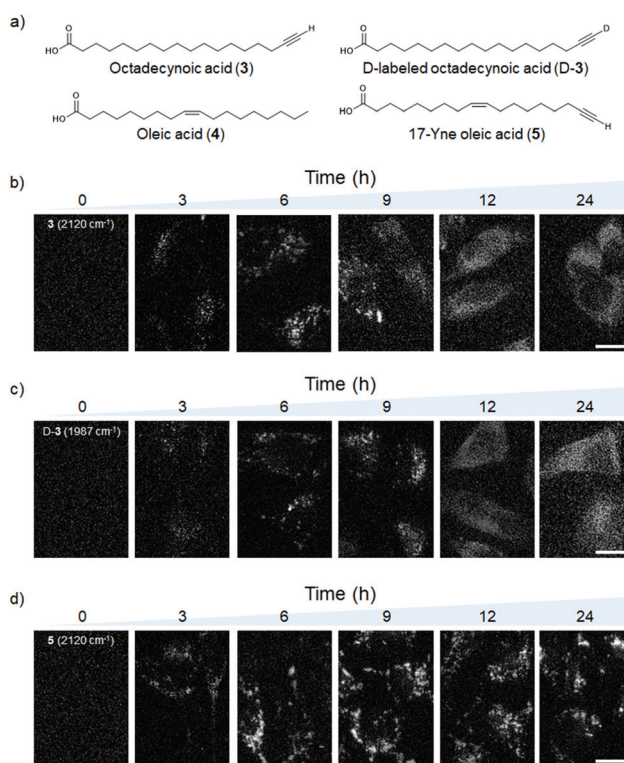 a)
O
HO
H
O
HO
D
Octadecynoic acid (3)
D-labeled octadecynoic acid (D-3)
O
HO
O
HO
H
Oleic acid (4)
17-Yne oleic acid (5)
b)
Time (h)
0 3 6 9 12 24
3 (2120 cm⁻¹)
c)
Time (h)
0 3 6 9 12 24
D-3 (1987 cm⁻¹)
d)
Time (h)
0 3 6 9 12 24
5 (2120 cm⁻¹)